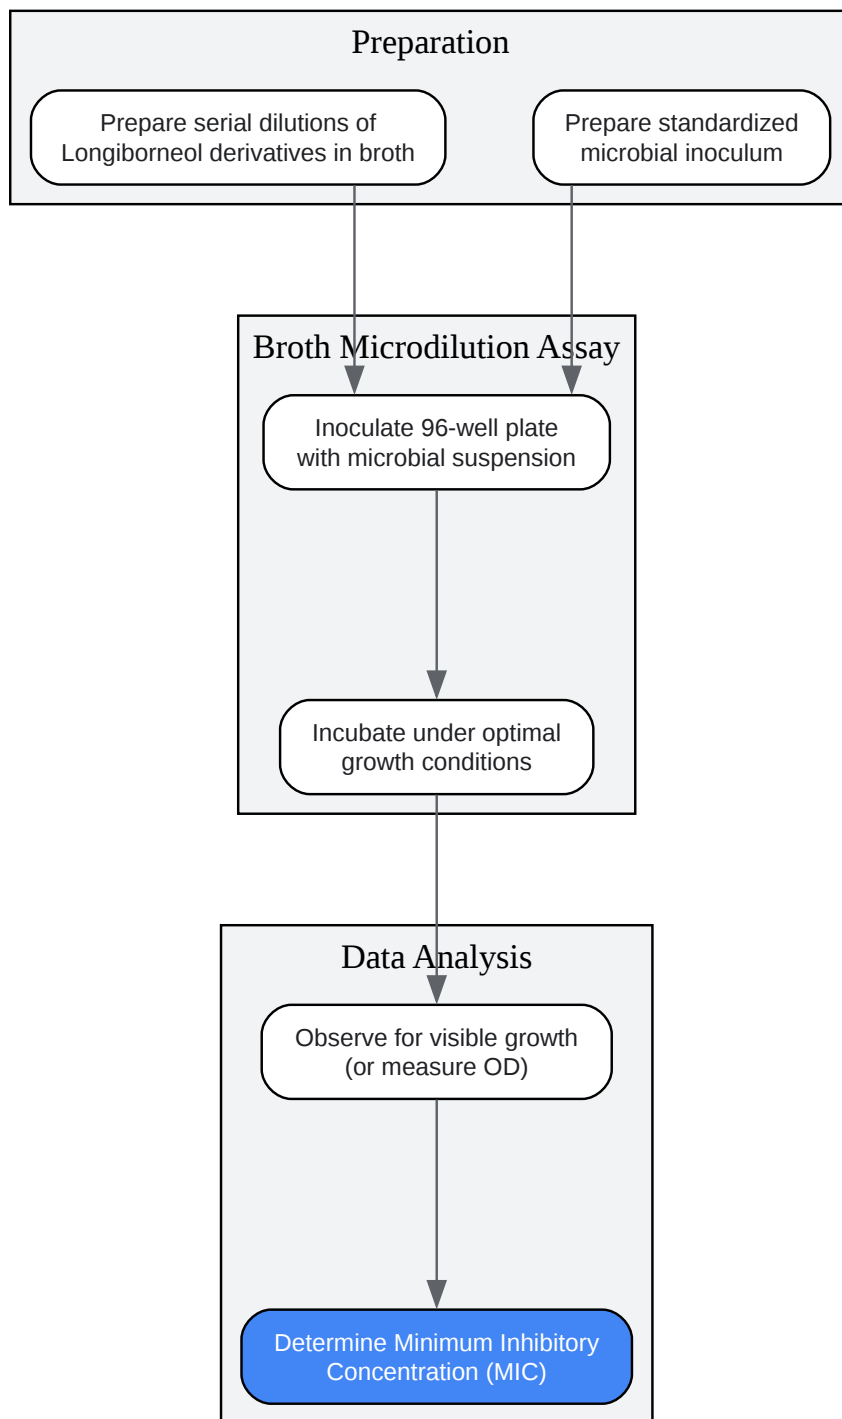 Preparation
Prepare serial dilutions of
Longiborneol derivatives in broth
Prepare standardized
microbial inoculum
Broth Microdilution Assay
Inoculate 96-well plate
with microbial suspension
Incubate under optimal
growth conditions
Data Analysis
Observe for visible growth
(or measure OD)
Determine Minimum Inhibitory
Concentration (MIC)